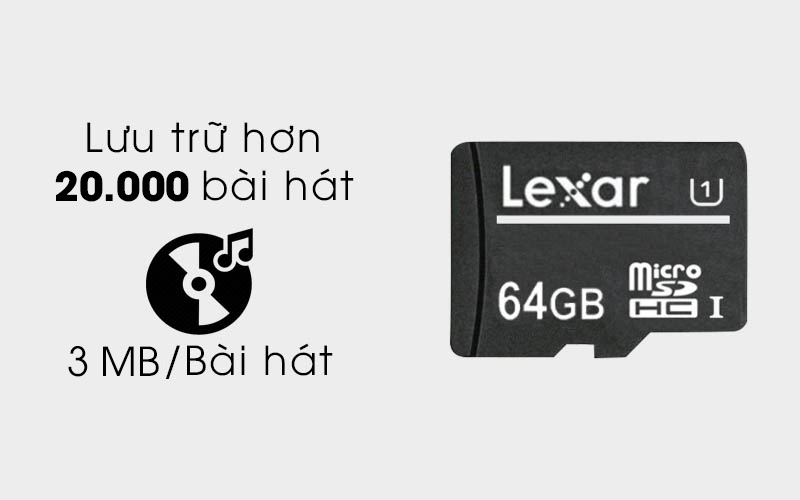 Lưu trữ hơn
20.000 bài hát
3 MB/Bài hát
Lexar 1
64GB micro SD HC I